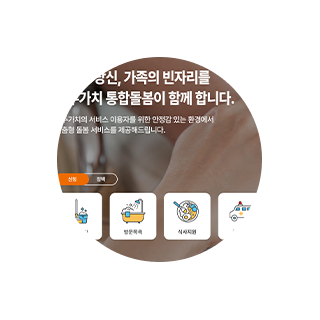 당신, 가족의 빈자리를
가치 통합돌봄이 함께 합니다.
가치의 서비스 이용자를 위한 안정감 있는 환경에서
춤형 돌봄 서비스를 제공해드립니다.
신청 정책
방문목욕 식사지원